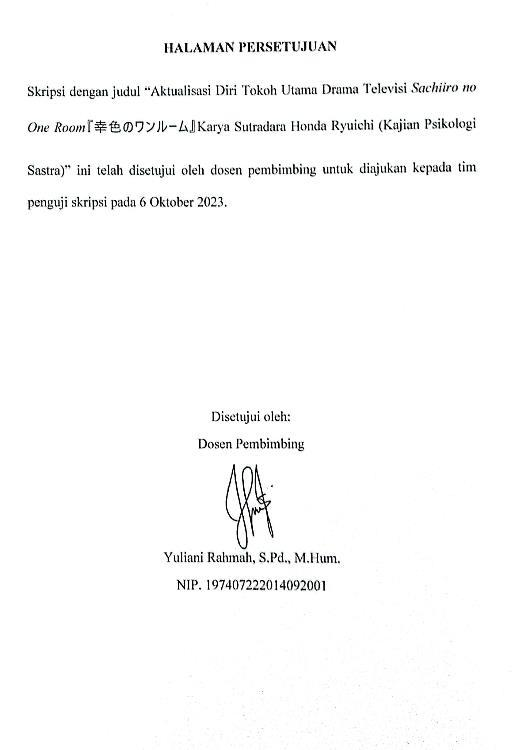 HALAMAN PERSETUJUAN
Skripsi dengan judul “Aktualisasi Diri Tokoh Utama Drama Televisi Sachiiro no
One Room『幸色のワンルーム』Karya Sutradara Honda Ryuichi (Kajian Psikologi
Sastra)” ini telah disetujui oleh dosen pembimbing untuk diajukan kepada tim
penguji skripsi pada 6 Oktober 2023.
Disetujui oleh:
Dosen Pembimbing
Yuliani Rahmah, S.Pd., M.Hum.
NIP. 197407222014092001